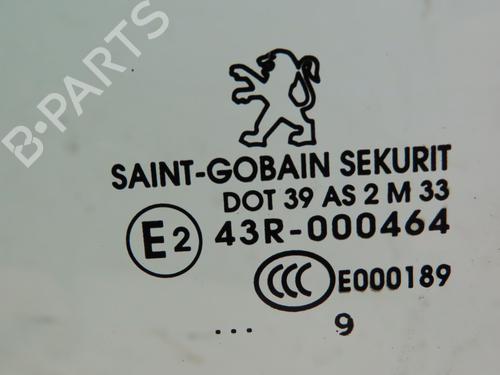 B-PARTS
SAINT-GOBAIN SEKURIT
DOT 39 AS 2 M 33
E2 43R-000464
CCC E000189
... 9